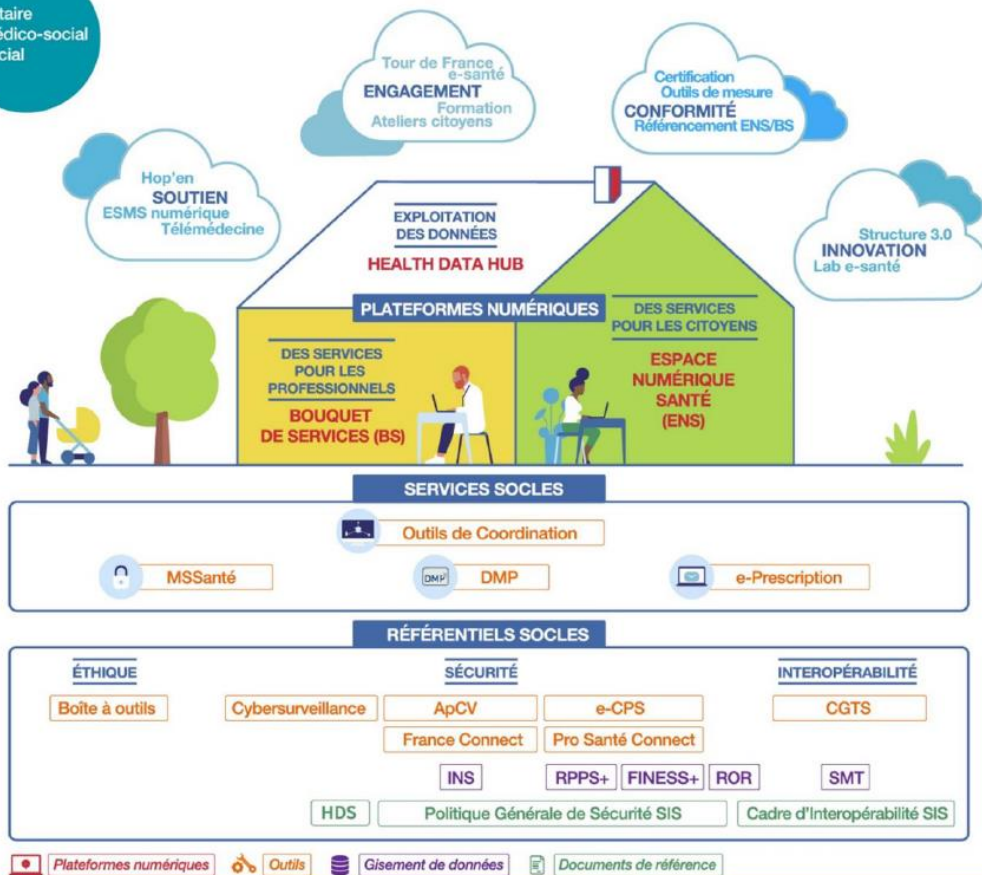 Tour de France
e-santé
ENGAGEMENT
Formation
Ateliers citoyens
Certification
Outils de mesure
CONFORMITÉ
Référencement ENS/BS
Hop'en
SOUTIEN
ESMS numérique
Télémédecine
Structure 3.0
INNOVATION
Lab e-santé
EXPLOITATION
DES DONNÉES
HEALTH DATA HUB
PLATEFORMES NUMÉRIQUES
DES SERVICES
POUR LES
PROFESSIONNELS
BOUQUET
DE SERVICES (BS)
DES SERVICES
POUR LES CITOYENS
ESPACE
NUMÉRIQUE
SANTÉ
(ENS)
SERVICES SOCLES
Outils de Coordination
MSSanté
DMP DMP
e-Prescription
RÉFÉRENTIELS SOCLES
ÉTHIQUE
SÉCURITÉ
INTEROPÉRABILITÉ
Boîte à outils
Cybersurveillance
ApCV
e-CPS
CGTS
France Connect
Pro Santé Connect
INS
RPPS+
FINESS+
ROR
SMT
HDS
Politique Générale de Sécurité SIS
Cadre d'Interopérabilité SIS
Plateformes numériques
Outils
Gisement de données
Documents de référence